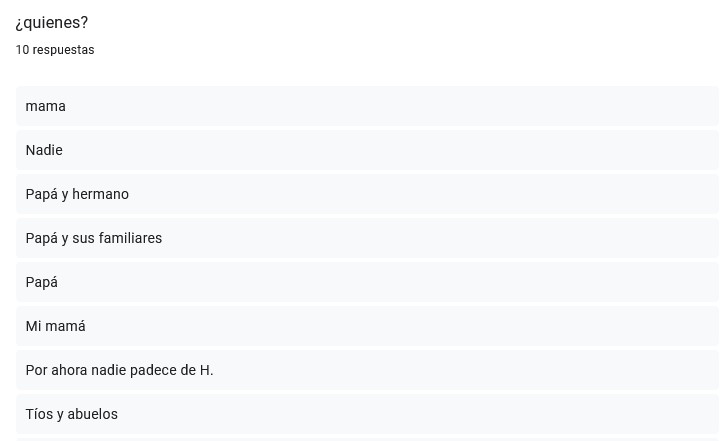 ¿quienes?
10 respuestas
mama
Nadie
Papá y hermano
Papá y sus familiares
Papá
Mi mamá
Por ahora nadie padece de H.
Tíos y abuelos